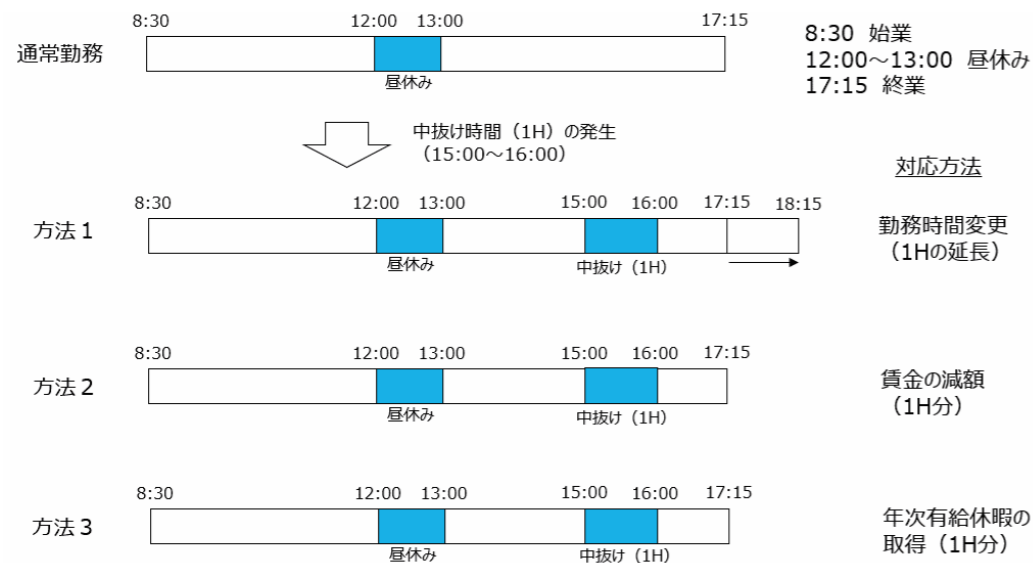 8:30 12:00 13:00 17:15
通常勤務
昼休み
8:30 始業
12:00～13:00 昼休み
17:15 終業
中抜け時間（1H）の発生
（15:00～16:00）
対応方法
8:30 12:00 13:00 15:00 16:00 17:15 18:15
方法１
昼休み 中抜け（1H）
勤務時間変更
（1Hの延長）
8:30 12:00 13:00 15:00 16:00 17:15
方法２
昼休み 中抜け（1H）
賃金の減額
（1H分）
8:30 12:00 13:00 15:00 16:00 17:15
方法３
昼休み 中抜け（1H）
年次有給休暇の
取得（1H分）